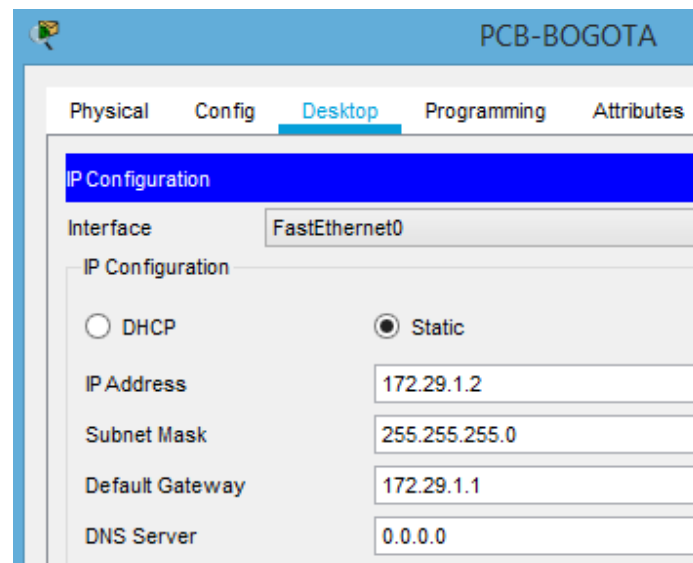 PCB-BOGOTA
Physical Config Desktop Programming Attributes
IP Configuration
Interface FastEthernet0
IP Configuration
DHCP Static
IP Address 172.29.1.2
Subnet Mask 255.255.255.0
Default Gateway 172.29.1.1
DNS Server 0.0.0.0